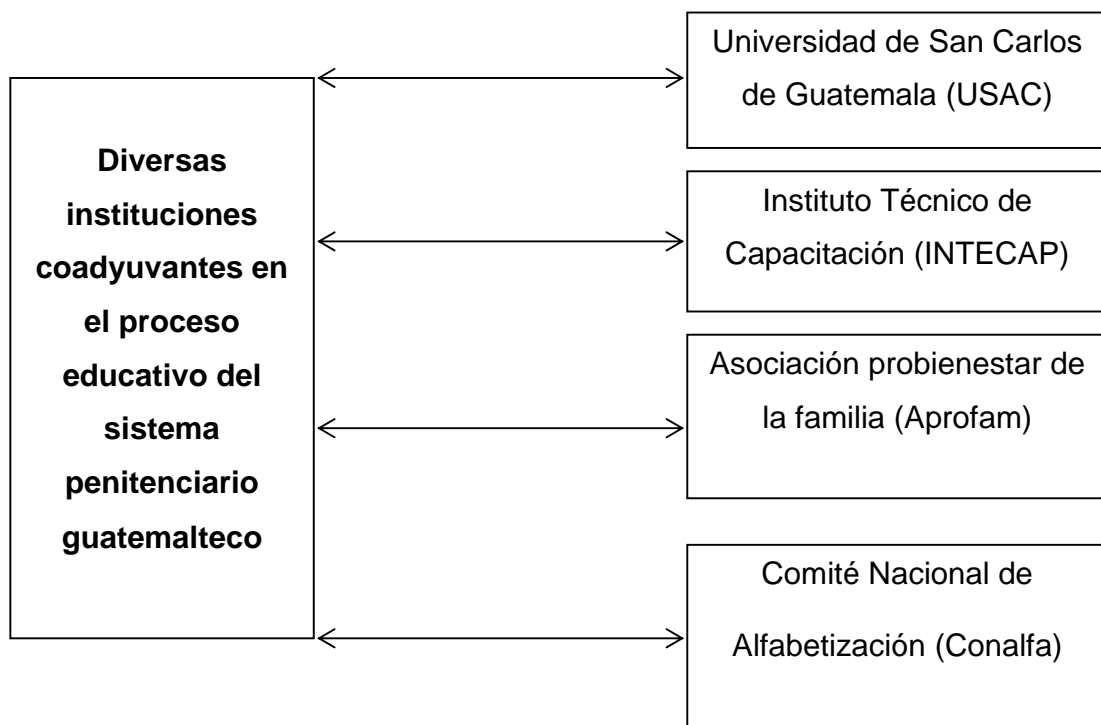 Diversas
instituciones
coadyuvantes en
el proceso
educativo del
sistema
penitenciario
guatemalteco
Universidad de San Carlos
de Guatemala (USAC)
Instituto Técnico de
Capacitación (INTECAP)
Asociación probienestar de
la familia (Aprofam)
Comité Nacional de
Alfabetización (Conalfa)